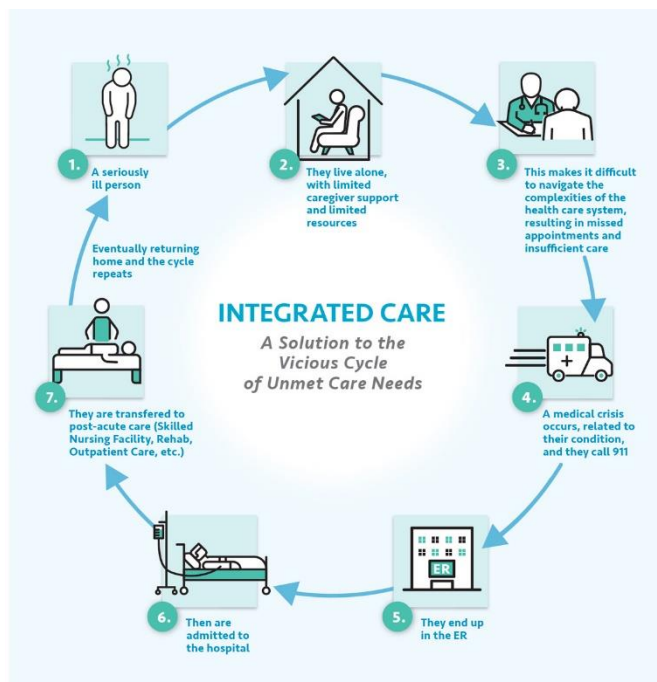 1.
A seriously
ill person
2.
They live alone,
with limited
caregiver support
and limited
resources
3.
This makes it difficult
to navigate the
complexities of the
health care system,
resulting in missed
appointments and
insufficient care
4.
A medical crisis
occurs, related to
their condition,
and they call 911
ER
5.
They end up
in the ER
6.
Then are
admitted to
the hospital
7.
They are transfered to
post-acute care (Skilled
Nursing Facility, Rehab,
Outpatient Care, etc.)
Eventually returning
home and the cycle
repeats
INTEGRATED CARE
A Solution to the
Vicious Cycle
of Unmet Care Needs